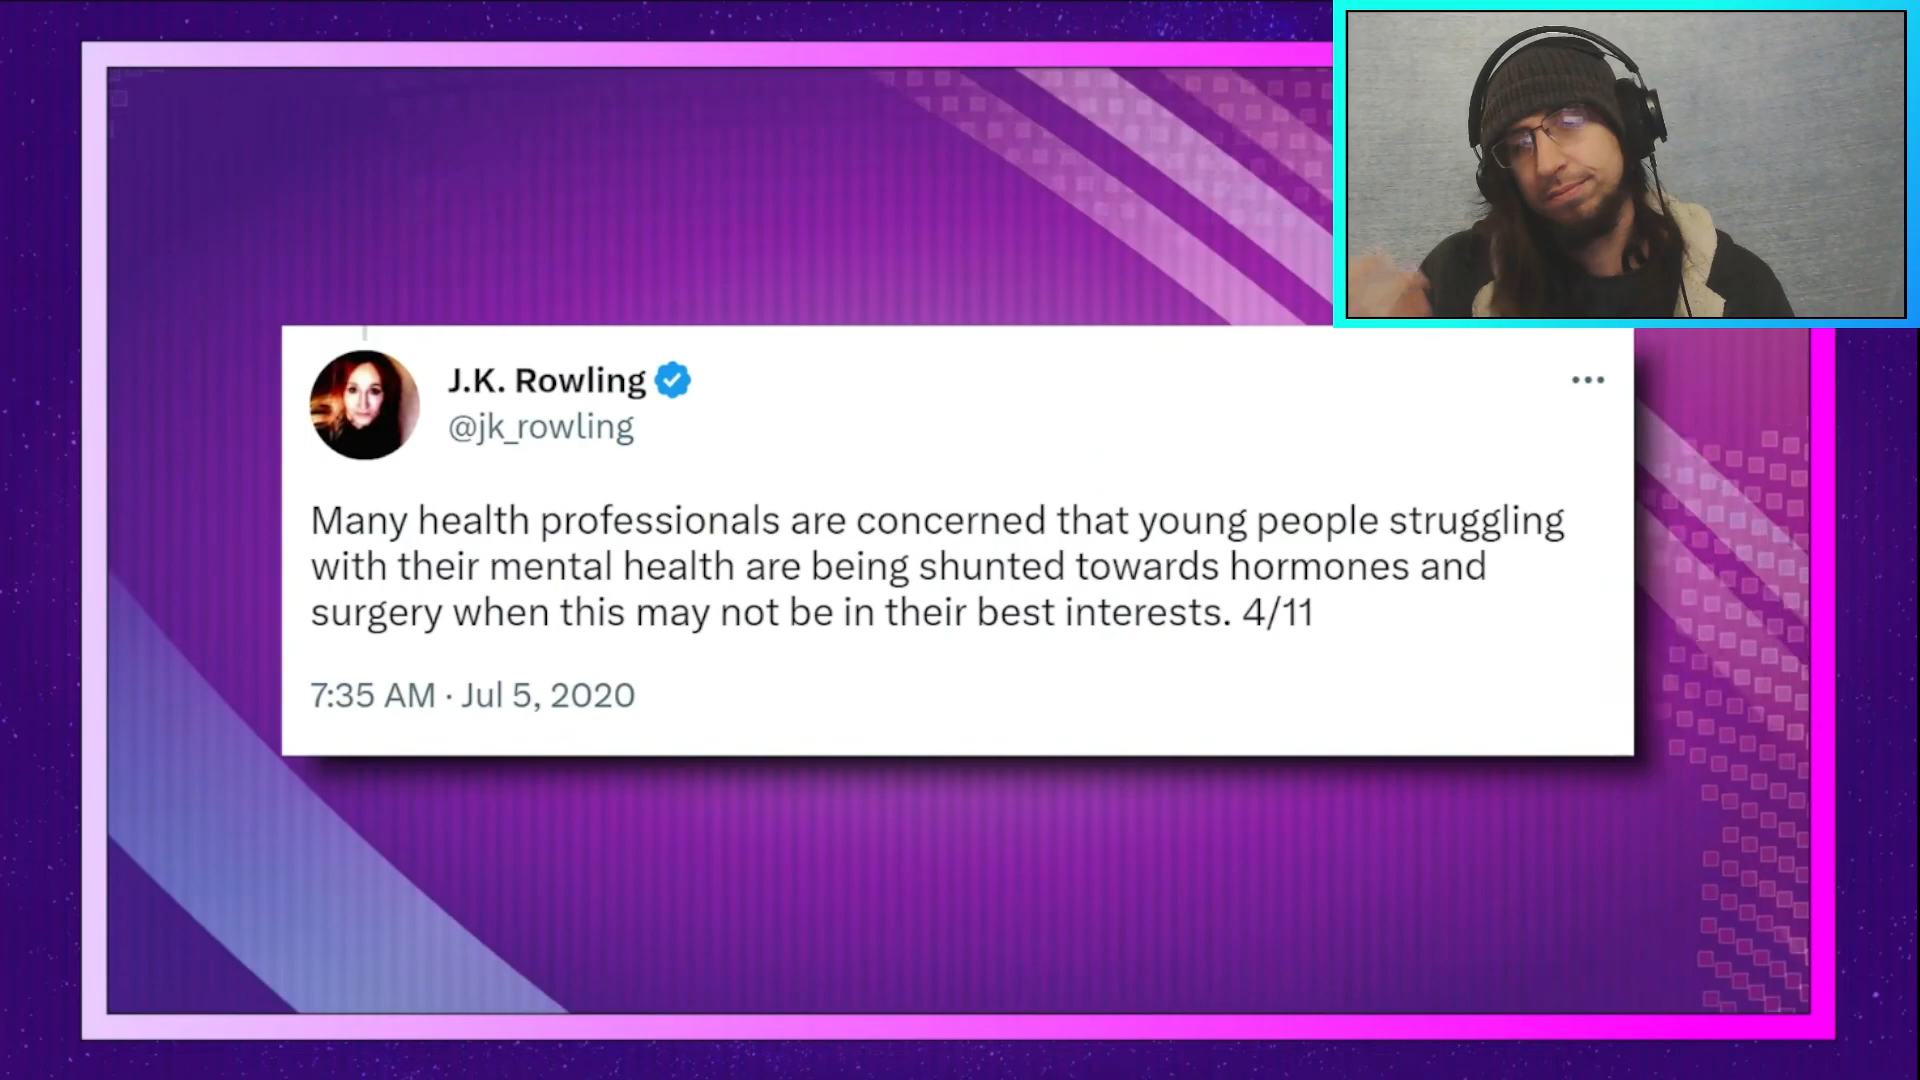 J.K. Rowling
@jk_rowling
Many health professionals are concerned that young people struggling
with their mental health are being shunted towards hormones and
surgery when this may not be in their best interests. 4/11
7:35 AM · Jul 5, 2020